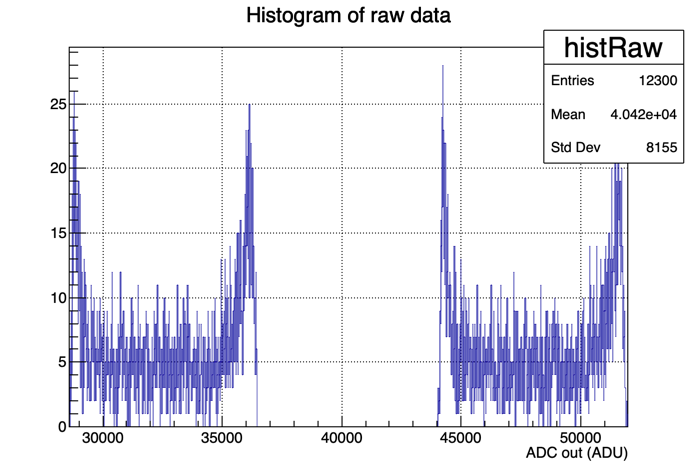 Histogram of raw data
histRaw
Entries 12300
Mean 4.042e+04
Std Dev 8155
25
20
15
10
5
0
30000 35000 40000 45000 50000
ADC out (ADU)